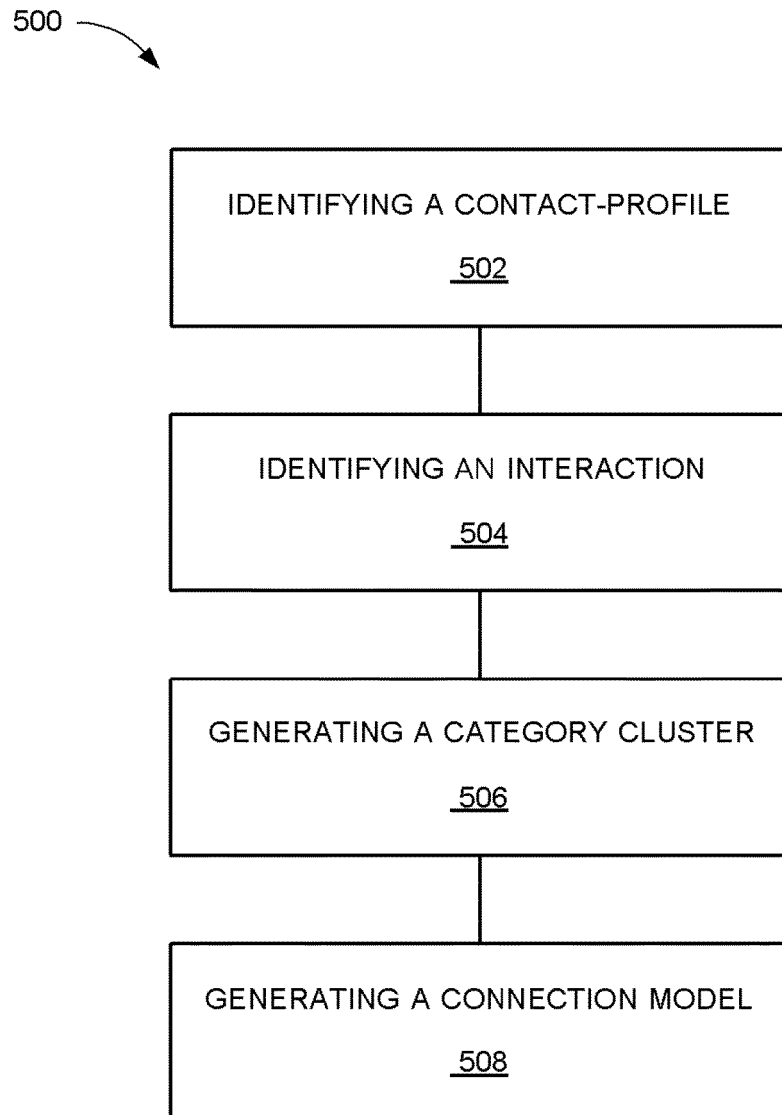 500
IDENTIFYING A CONTACT-PROFILE
502
IDENTIFYING AN INTERACTION
504
GENERATING A CATEGORY CLUSTER
506
GENERATING A CONNECTION MODEL
508